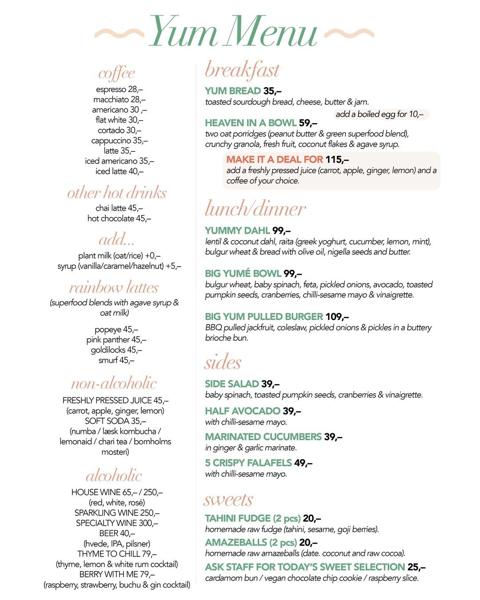 Yum Menu
coffee
espresso 28,–
macchiato 28,–
americano 30 ,–
flat white 30,–
cortado 30,–
cappuccino 35,–
latte 35,–
iced americano 35,–
iced latte 40,–
other hot drinks
chai latte 45,–
hot chocolate 45,–
add...
plant milk (oat/rice) +0,–
syrup (vanilla/caramel/hazelnut) +5,–
rainbow lattes
(superfood blends with agave syrup &
oat milk)
popeye 45,–
pink panther 45,–
goldilocks 45,–
smurf 45,–
non-alcoholic
FRESHLY PRESSED JUICE 45,–
(carrot, apple, ginger, lemon)
SOFT SODA 35,–
(numba / læsk kombucha /
lemonaid / chari tea / bornholms
mosteri)
alcoholic
HOUSE WINE 65,– / 250,–
(red, white, rosé)
SPARKLING WINE 250,–
SPECIALTY WINE 300,–
BEER 40,–
(hvede, IPA, pilsner)
THYME TO CHILL 79,–
(thyme, lemon & white rum cocktail)
BERRY WITH ME 79,–
(raspberry, strawberry, buchu & gin cocktail)
breakfast
YUM BREAD 35,–
toasted sourdough bread, cheese, butter & jam.
add a boiled egg for 10,–
HEAVEN IN A BOWL 59,–
two oat porridges (peanut butter & green superfood blend),
crunchy granola, fresh fruit, coconut flakes & agave syrup.
MAKE IT A DEAL FOR 115,–
add a freshly pressed juice (carrot, apple, ginger, lemon) and a
coffee of your choice.
lunch/dinner
YUMMY DAHL 99,–
lentil & coconut dahl, raita (greek yoghurt, cucumber, lemon, mint),
bulgur wheat & bread with olive oil, nigella seeds and butter.
BIG YUMÉ BOWL 99,–
bulgur wheat, baby spinach, feta, pickled onions, avocado, toasted
pumpkin seeds, cranberries, chilli-sesame mayo & vinaigrette.
BIG YUM PULLED BURGER 109,–
BBQ pulled jackfruit, coleslaw, pickled onions & pickles in a buttery
brioche bun.
sides
SIDE SALAD 39,–
baby spinach, toasted pumpkin seeds, cranberries & vinaigrette.
HALF AVOCADO 39,–
with chilli-sesame mayo.
MARINATED CUCUMBERS 39,–
in ginger & garlic marinate.
5 CRISPY FALAFELS 49,–
with chilli-sesame mayo.
sweets
TAHINI FUDGE (2 pcs) 20,–
homemade raw fudge (tahini, sesame, goji berries).
AMAZEBALLS (2 pcs) 20,–
homemade raw amazeballs (date. coconut and raw cocoa).
ASK STAFF FOR TODAY'S SWEET SELECTION 25,–
cardamom bun / vegan chocolate chip cookie / raspberry slice.